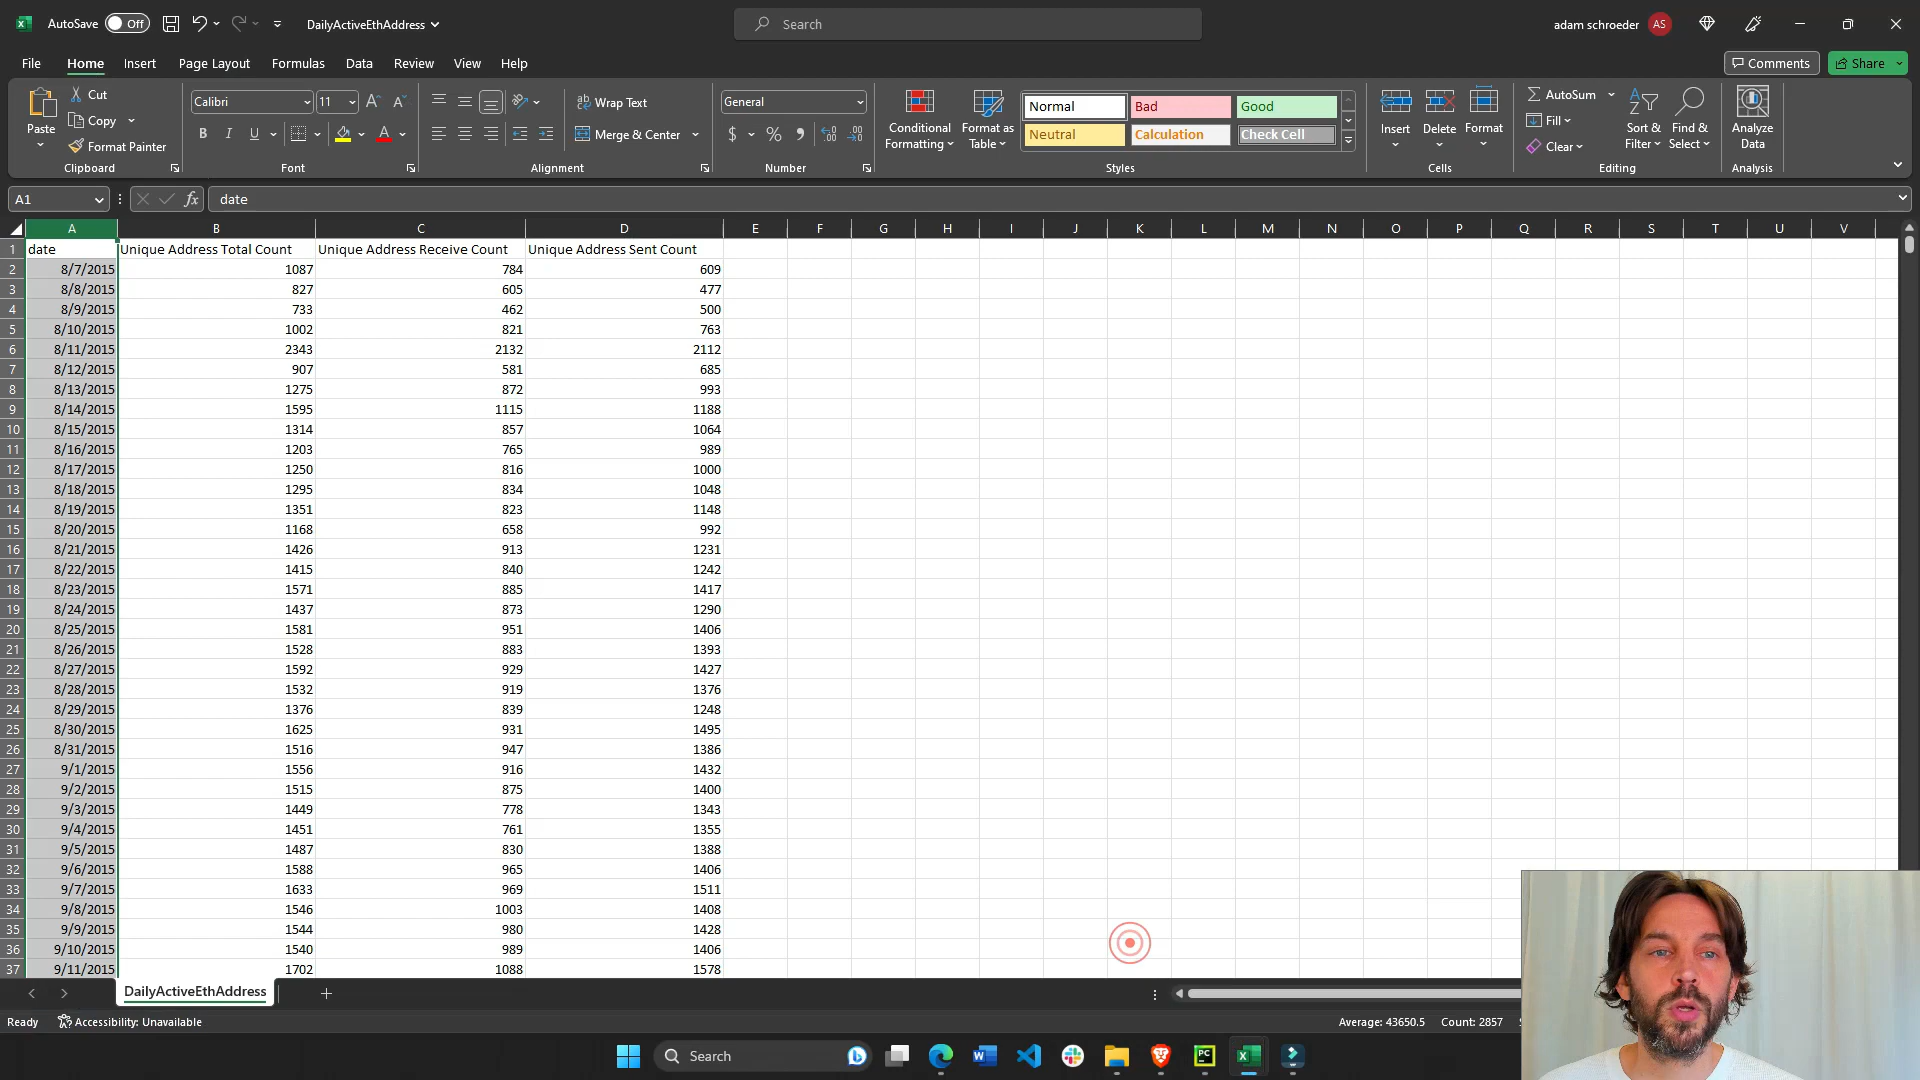 AutoSave Off DailyActiveEthAddress Search adam schroeder AS
File Home Insert Page Layout Formulas Data Review View Help Comments Share
Cut
Copy
Format Painter
Paste
Clipboard
Calibri 11
B I U A
Font
Wrap Text
Merge & Center
Alignment
General
$ % 9
Number
Conditional Formatting
Format as Table
Normal Bad Good
Neutral Calculation Check Cell
Styles
Insert Delete Format
Cells
AutoSum
Fill
Clear
Sort & Filter
Find & Select
Editing
Analyze Data
Analysis
A1 fx date
A B C D E F G H I J K L M N O P Q R S T U V
1 date Unique Address Total Count Unique Address Receive Count Unique Address Sent Count
2 8/7/2015 1087 784 609
3 8/8/2015 827 605 477
4 8/9/2015 733 462 500
5 8/10/2015 1002 821 763
6 8/11/2015 2343 2132 2112
7 8/12/2015 907 581 685
8 8/13/2015 1275 872 993
9 8/14/2015 1595 1115 1188
10 8/15/2015 1314 857 1064
11 8/16/2015 1203 765 989
12 8/17/2015 1250 816 1000
13 8/18/2015 1295 834 1048
14 8/19/2015 1351 823 1148
15 8/20/2015 1168 658 992
16 8/21/2015 1426 913 1231
17 8/22/2015 1415 840 1242
18 8/23/2015 1571 885 1417
19 8/24/2015 1437 873 1290
20 8/25/2015 1581 951 1406
21 8/26/2015 1528 883 1393
22 8/27/2015 1592 929 1427
23 8/28/2015 1532 919 1376
24 8/29/2015 1376 839 1248
25 8/30/2015 1625 931 1495
26 8/31/2015 1516 947 1386
27 9/1/2015 1556 916 1432
28 9/2/2015 1515 875 1400
29 9/3/2015 1449 778 1343
30 9/4/2015 1451 761 1355
31 9/5/2015 1487 830 1388
32 9/6/2015 1588 965 1406
33 9/7/2015 1633 969 1511
34 9/8/2015 1546 1003 1408
35 9/9/2015 1544 980 1428
36 9/10/2015 1540 989 1406
37 9/11/2015 1702 1088 1578
DailyActiveEthAddress
Ready Accessibility: Unavailable Average: 43650.5 Count: 2857
Search